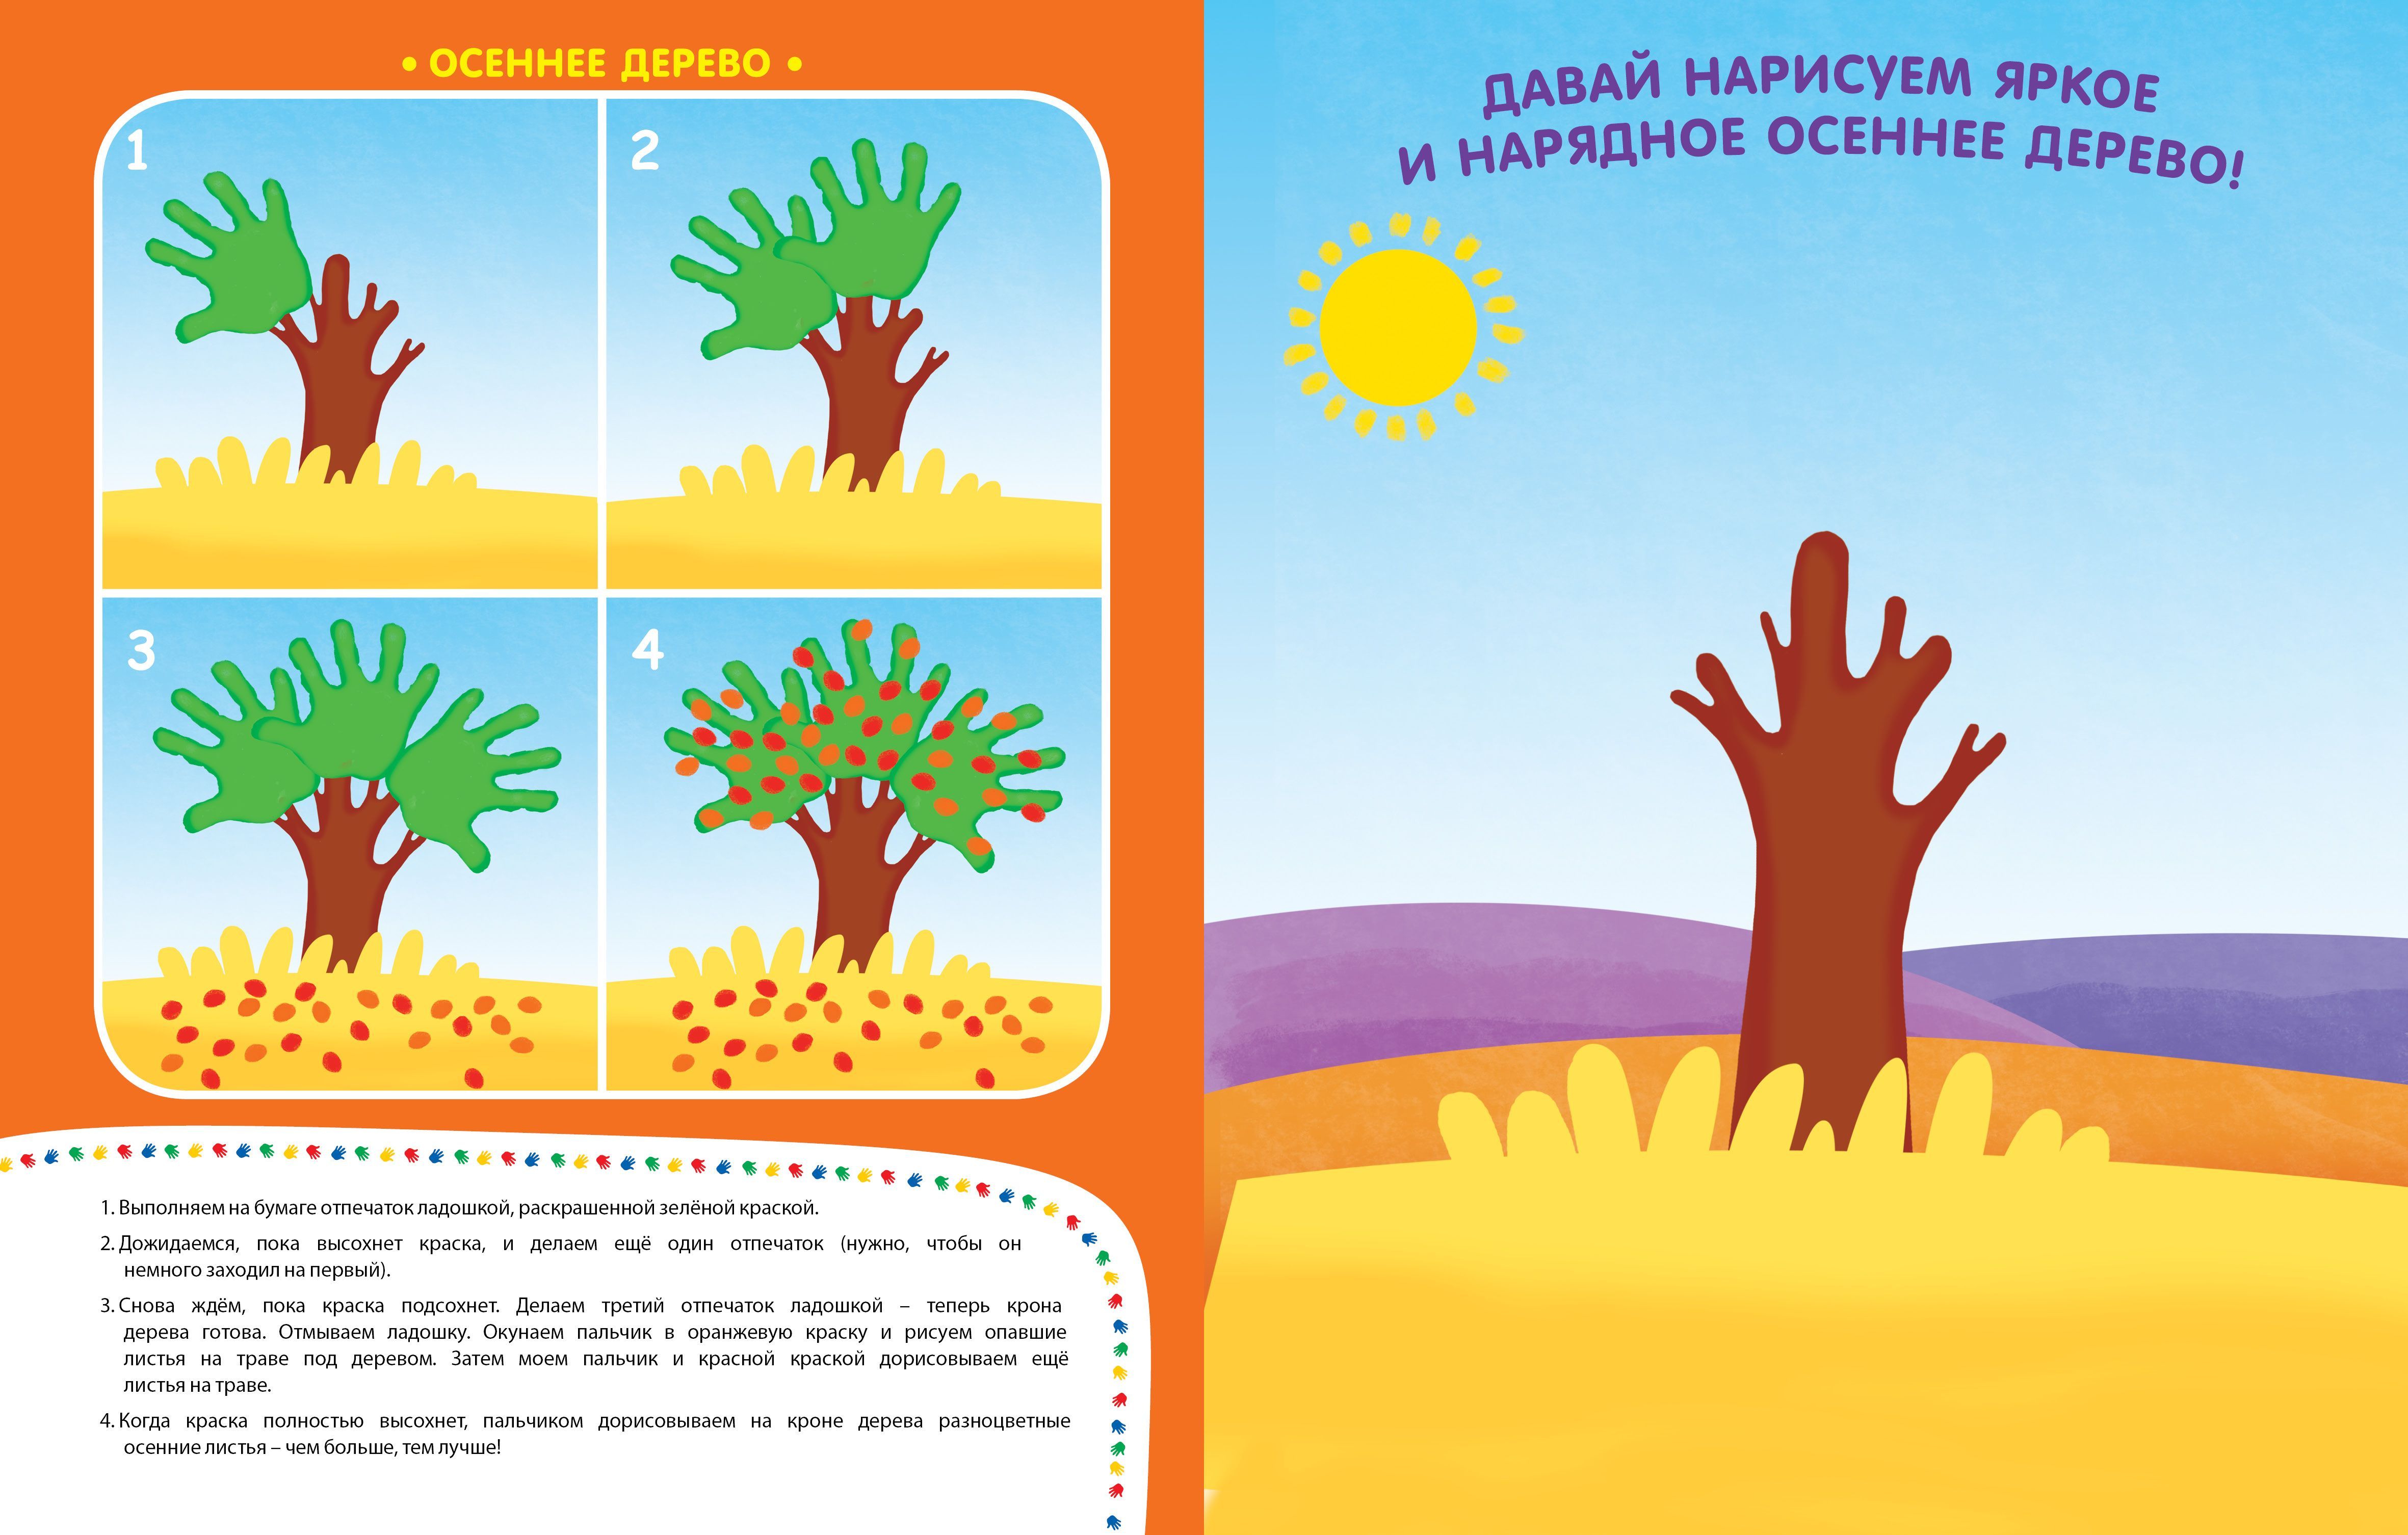 • ОСЕННЕЕ ДЕРЕВО •
1
2
3
4
1. Выполняем на бумаге отпечаток ладошкой, раскрашенной зелёной краской.
2. Дожидаемся, пока высохнет краска, и делаем ещё один отпечаток (нужно, чтобы он
немного заходил на первый).
3. Снова ждём, пока краска подсохнет. Делаем третий отпечаток ладошкой – теперь крона
дерева готова. Отмываем ладошку. Окунаем пальчик в оранжевую краску и рисуем опавшие
листья на траве под деревом. Затем моем пальчик и красной краской дорисовываем ещё
листья на траве.
4. Когда краска полностью высохнет, пальчиком дорисовываем на кроне дерева разноцветные
осенние листья – чем больше, тем лучше!
ДАВАЙ НАРИСУЕМ ЯРКОЕ
И НАРЯДНОЕ ОСЕННЕЕ ДЕРЕВО!